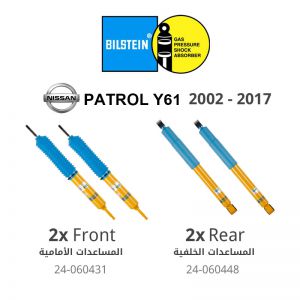 BILSTEIN
GAS
PRESSURE
SHOCK
ABSORBER
NISSAN PATROL Y61 2002 - 2017
2x Front
المساعدات الأمامية
24-060431
2x Rear
المساعدات الخلفية
24-060448